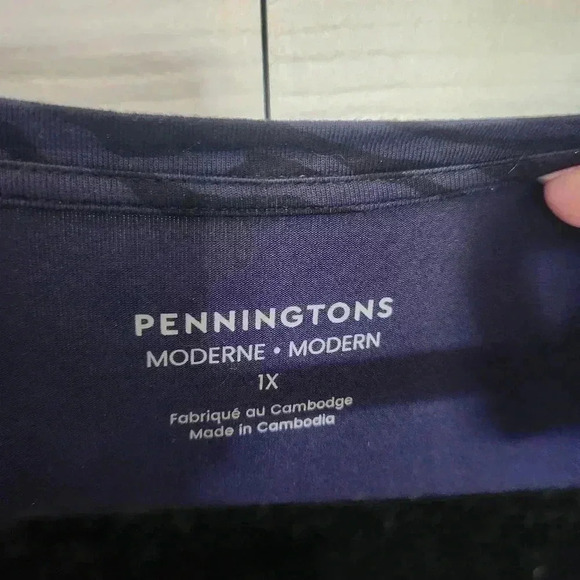 PENNINGTONS
MODERNE • MODERN
1X
Fabriqué au Cambodge
Made in Cambodia